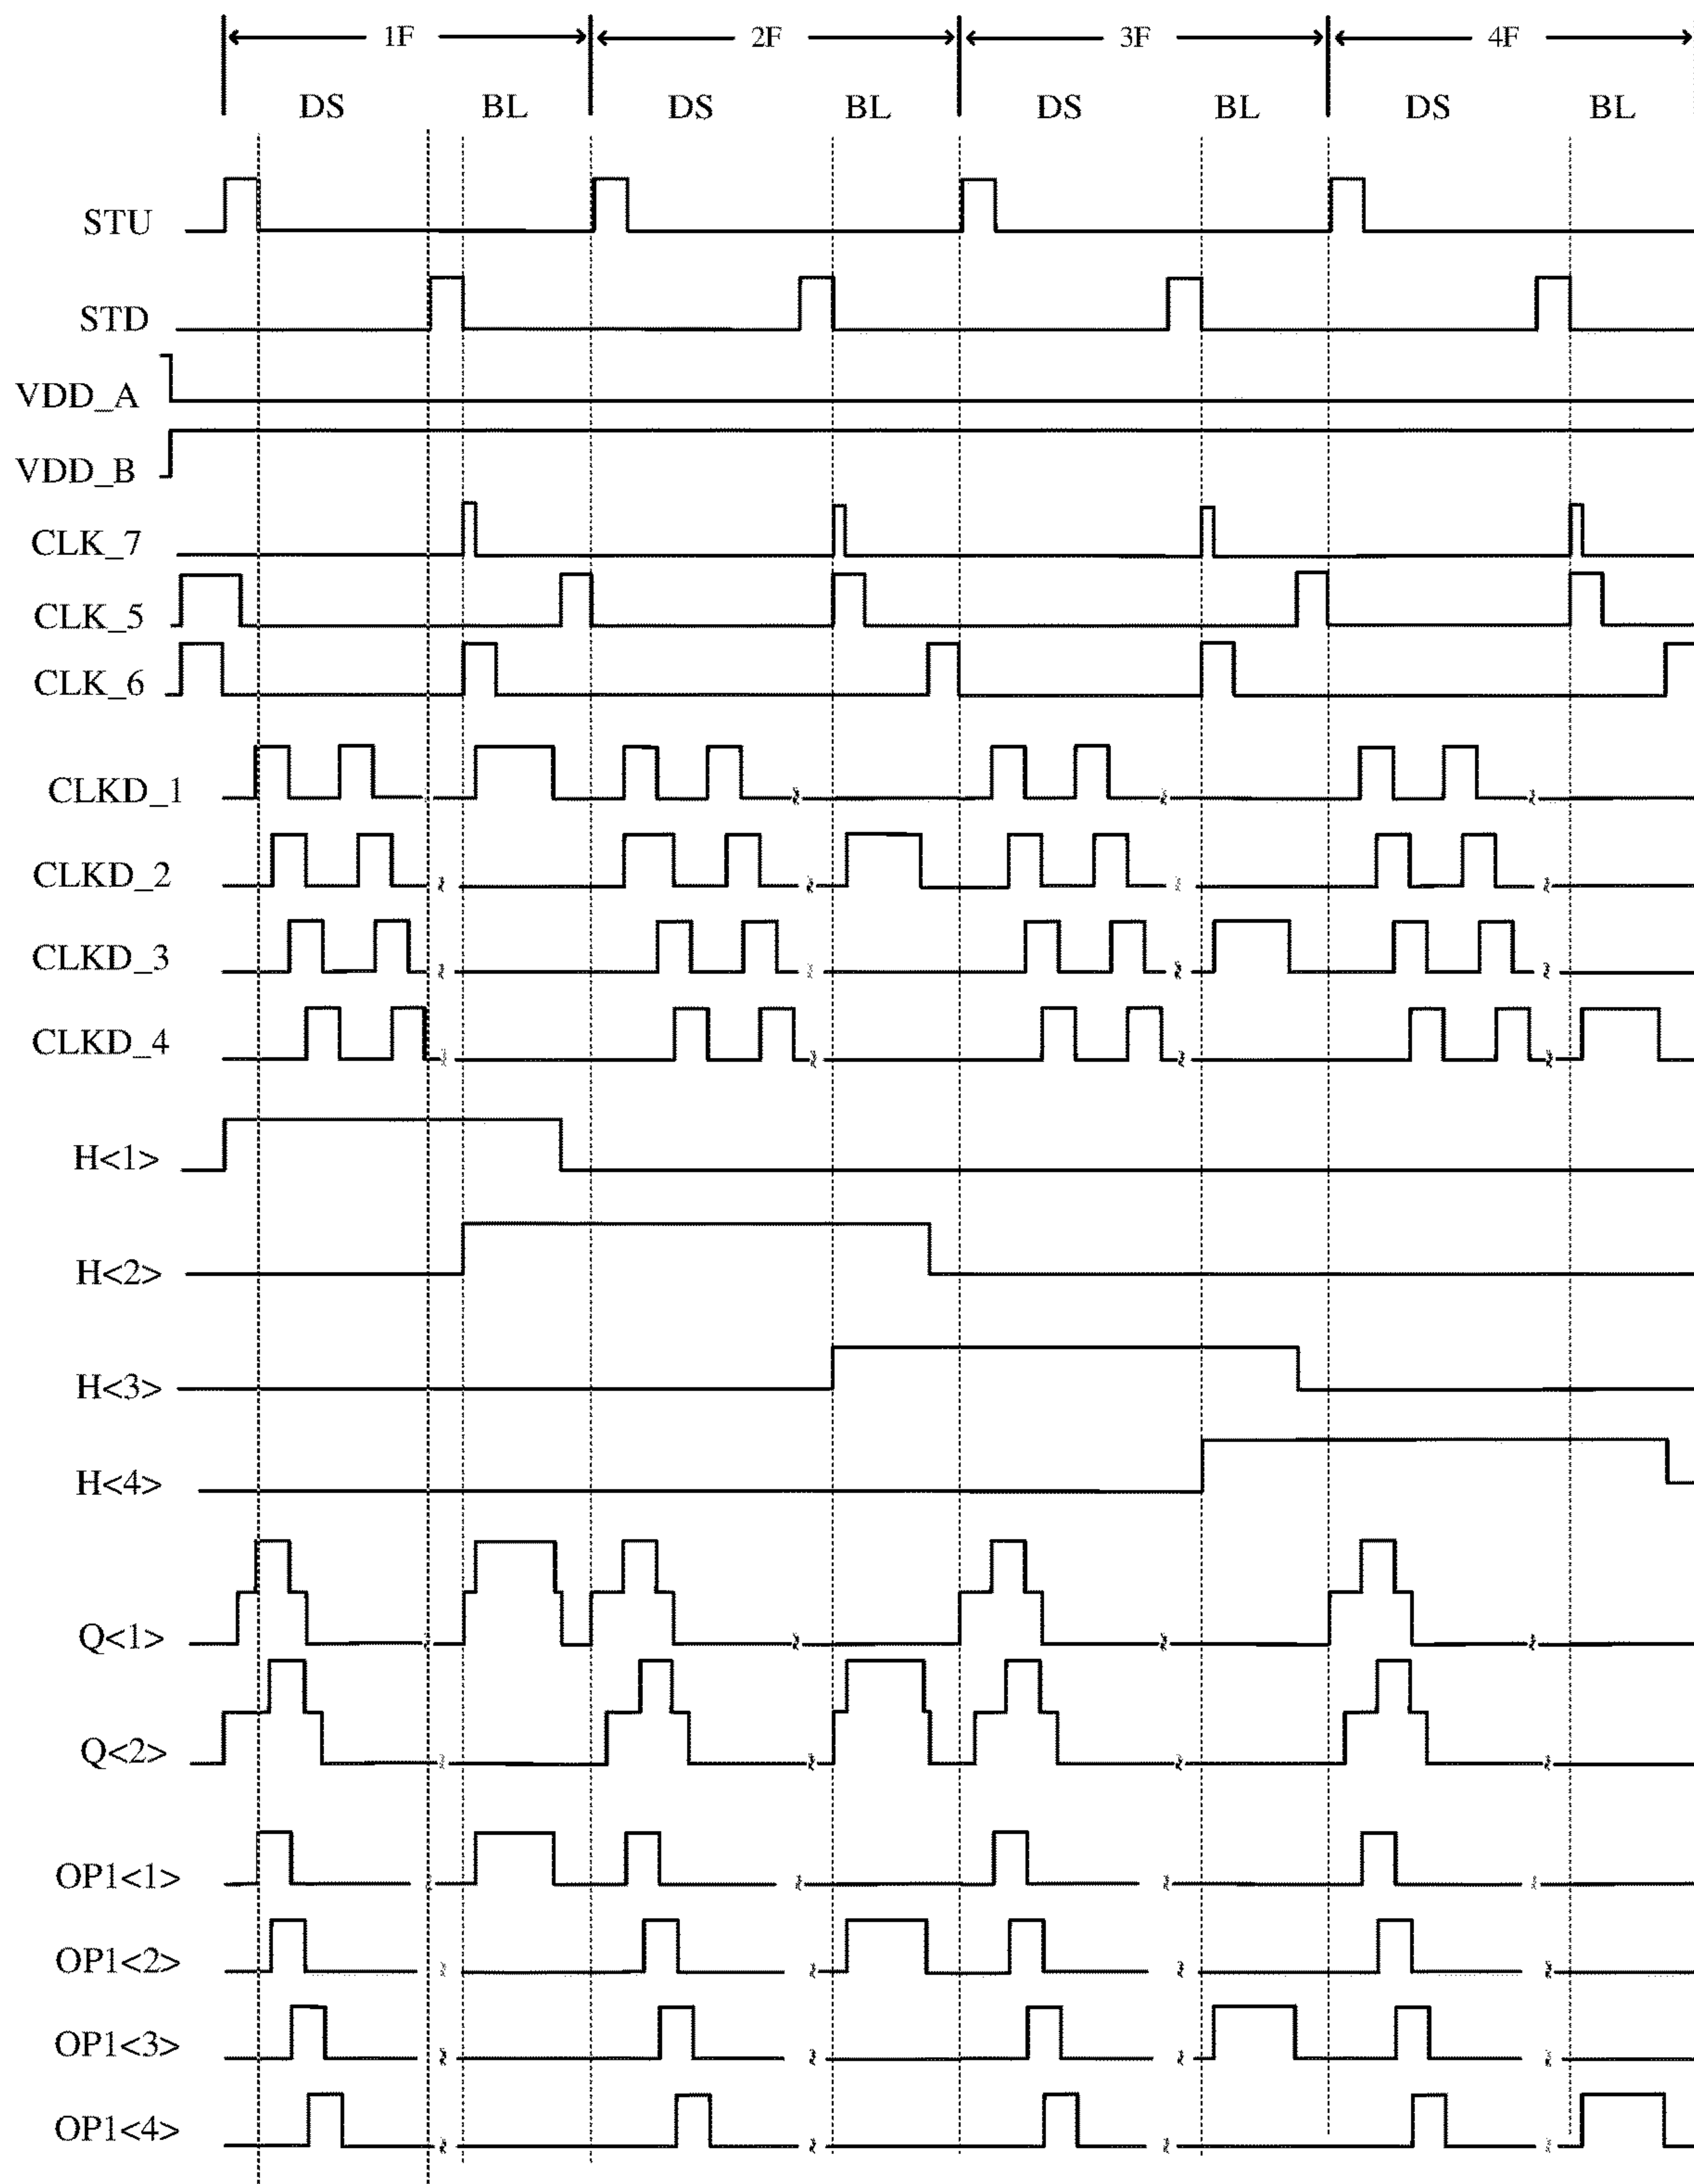 1F 2F 3F 4F
DS BL DS BL DS BL DS BL
STU
STD
VDD_A
VDD_B
CLK_7
CLK_5
CLK_6
CLKD_1
CLKD_2
CLKD_3
CLKD_4
H<1>
H<2>
H<3>
H<4>
Q<1>
Q<2>
OP1<1>
OP1<2>
OP1<3>
OP1<4>